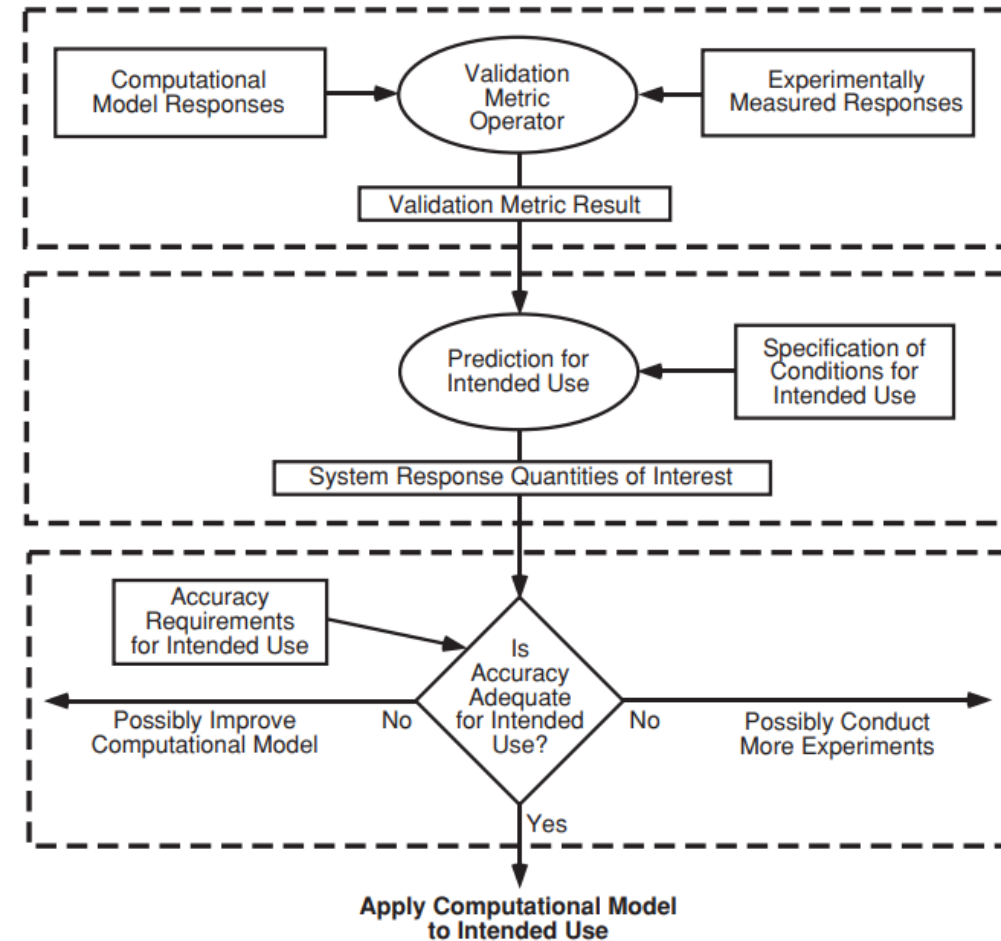 Computational
Model Responses
Validation
Metric
Operator
Experimentally
Measured Responses
Validation Metric Result
Prediction for
Intended Use
Specification of
Conditions for
Intended Use
System Response Quantities of Interest
Accuracy
Requirements
for Intended Use
Is
Accuracy
Adequate
for Intended
Use?
No
Possibly Improve
Computational Model
No
Possibly Conduct
More Experiments
Yes
Apply Computational Model
to Intended Use